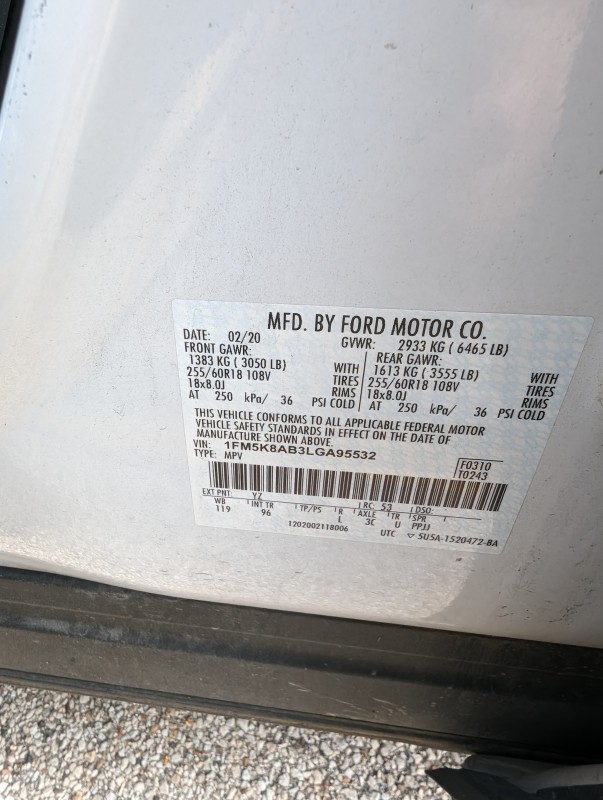 MFD. BY FORD MOTOR CO.
DATE: 02/20 GVWR: 2933 KG ( 6465 LB)
FRONT GAWR: REAR GAWR:
1383 KG ( 3050 LB) WITH 1613 KG ( 3555 LB) WITH
255/60R18 108V TIRES 255/60R18 108V TIRES
18x8.0J RIMS 18x8.0J RIMS
AT 250 kPa/ 36 PSI COLD AT 250 kPa/ 36 PSI COLD
THIS VEHICLE CONFORMS TO ALL APPLICABLE FEDERAL MOTOR
VEHICLE SAFETY STANDARDS IN EFFECT ON THE DATE OF
MANUFACTURE SHOWN ABOVE.
VIN: 1FM5K8AB3LGA95532
TYPE: MPV
F0310
T0243
EXT PNT: YZ RC: 53 DSO:
WB INT TR TP/PS R AXLE TR SPR
119 96 L 3C U PPJJ
1202002118006 UTC ▽ 5U5A-1520472-BA